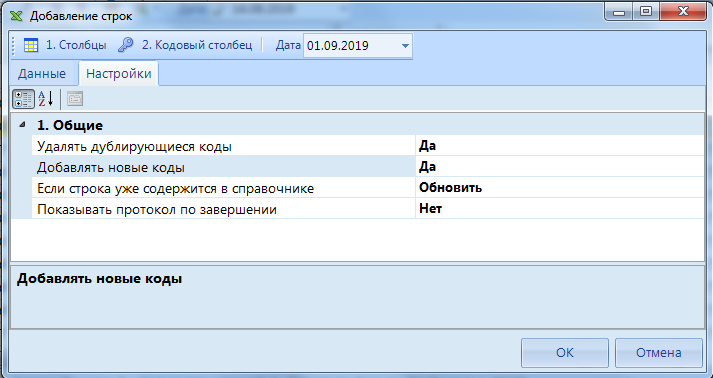 Добавление строк
1. Столбцы 2. Кодовый столбец Дата 01.09.2019
Данные Настройки
1. Общие
Удалять дублирующиеся коды Да
Добавлять новые коды Да
Если строка уже содержится в справочнике Обновить
Показывать протокол по завершении Нет
Добавлять новые коды
OK Отмена